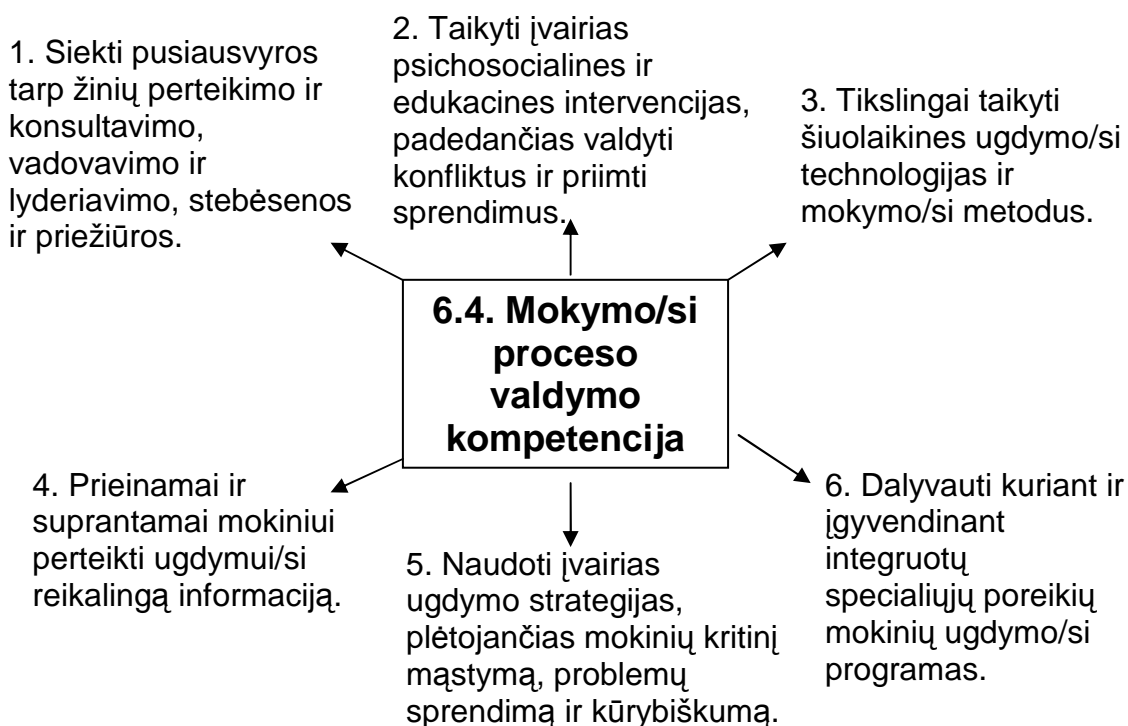 1. Siekti pusiausvyros
tarp žinių perteikimo ir
konsultavimo,
vadovavimo ir
lyderiavimo, stebėsenos
ir priežiūros.
2. Taikyti įvairias
psichosocialines ir
edukacines intervencijas,
padedančias valdyti
konfliktus ir priimti
sprendimus.
3. Tikslingai taikyti
šiuolaikines ugdymo/si
technologijas ir
mokymo/si metodus.
6.4. Mokymo/si
proceso
valdymo
kompetencija
4. Prieinamai ir
suprantamai mokiniui
perteikti ugdymui/si
reikalingą informaciją.
5. Naudoti įvairias
ugdymo strategijas,
plėtojančias mokinių kritinį
mąstymą, problemų
sprendimą ir kūrybiškumą.
6. Dalyvauti kuriant ir
įgyvendinant
integruotų
specialiųjų poreikių
mokinių ugdymo/si
programas.